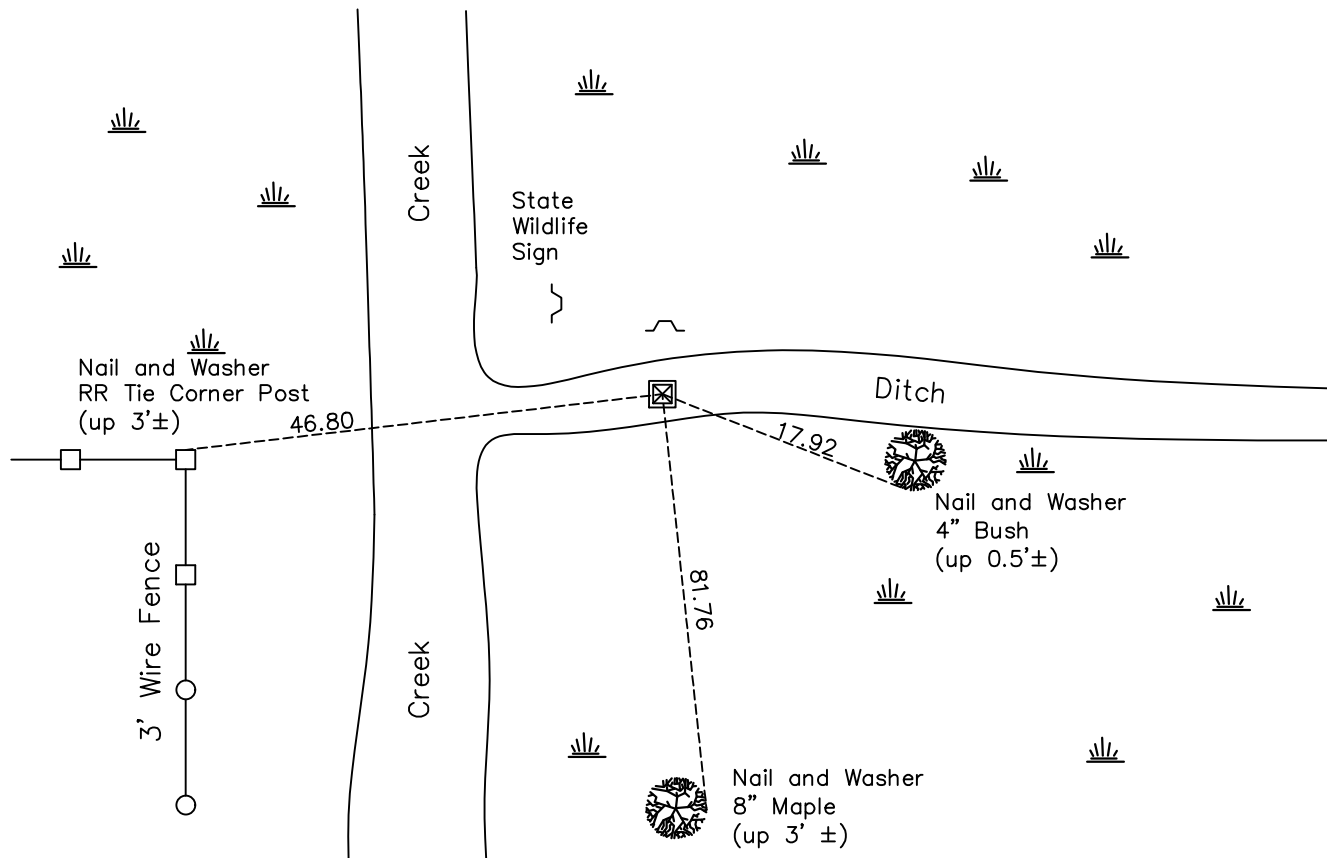 Creek
State
Wildlife
Sign
Nail and Washer
RR Tie Corner Post
(up 3'±)
46.80
Ditch
17.92
Nail and Washer
4" Bush
(up 0.5'±)
3' Wire Fence
81.76
Creek
Nail and Washer
8" Maple
(up 3' ±)